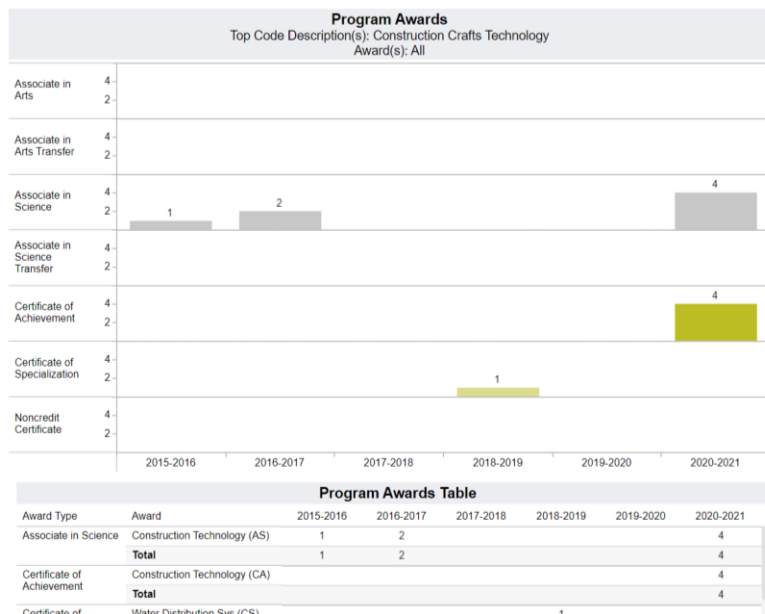 Program Awards
Top Code Description(s): Construction Crafts Technology
Award(s): All
Associate in
Arts
4
2
Associate in
Arts Transfer
4
2
Associate in
Science
4
2
1
2
4
Associate in
Science
Transfer
4
2
Certificate of
Achievement
4
2
4
Certificate of
Specialization
4
2
1
Noncredit
Certificate
4
2
2015-2016 2016-2017 2017-2018 2018-2019 2019-2020 2020-2021
Program Awards Table
Award Type Award 2015-2016 2016-2017 2017-2018 2018-2019 2019-2020 2020-2021
Associate in Science Construction Technology (AS) 1 2 4
Total 1 2 4
Certificate of
Achievement
Construction Technology (CA) 4
Total 4
Certificate of Water Distribution Sys (CS) 1